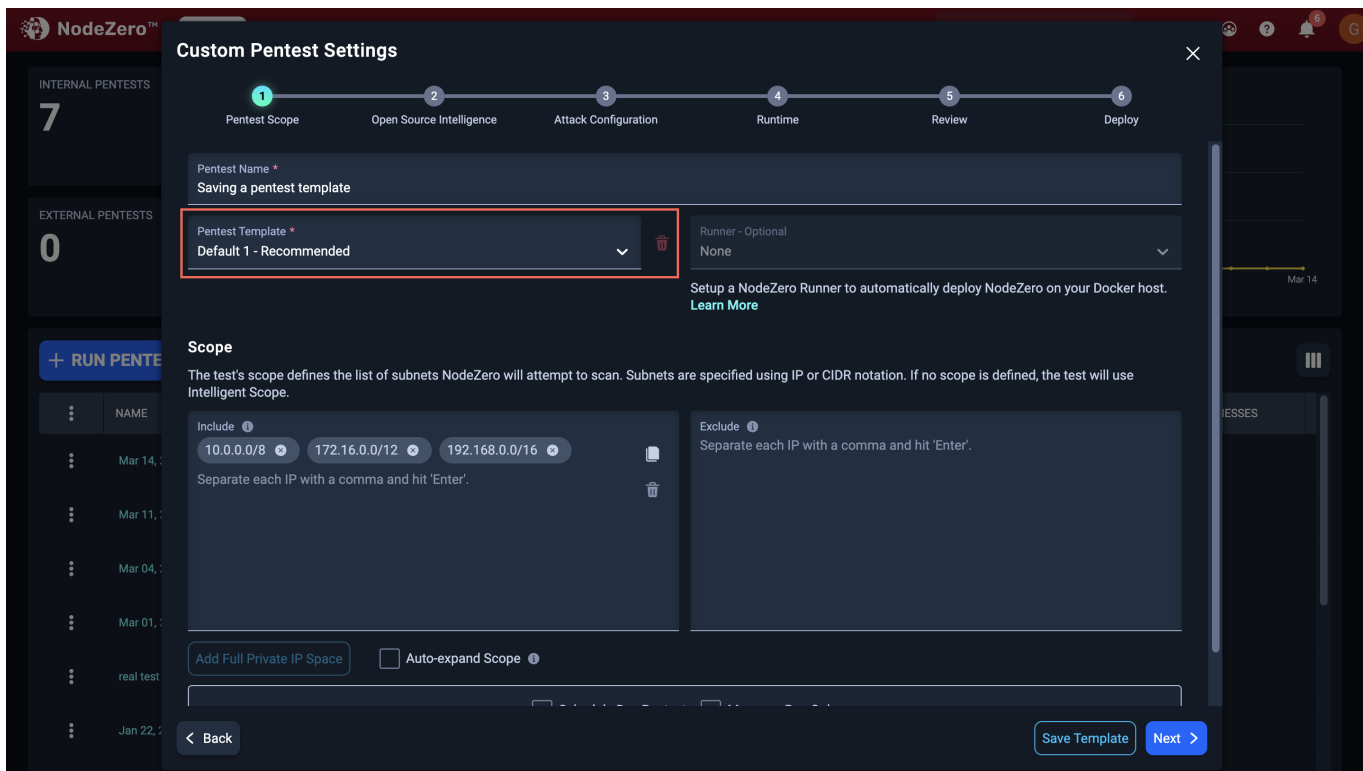 NodeZero™
6
G
Custom Pentest Settings
1
2
3
4
5
6
Pentest Scope
Open Source Intelligence
Attack Configuration
Runtime
Review
Deploy
INTERNAL PENTESTS
7
EXTERNAL PENTESTS
0
Pentest Name *
Saving a pentest template
Pentest Template *
Default 1 - Recommended
Runner - Optional
None
Setup a NodeZero Runner to automatically deploy NodeZero on your Docker host.
Learn More
Mar 14
Scope
The test's scope defines the list of subnets NodeZero will attempt to scan. Subnets are specified using IP or CIDR notation. If no scope is defined, the test will use
Intelligent Scope.
Include
10.0.0.0/8
172.16.0.0/12
192.168.0.0/16
Separate each IP with a comma and hit 'Enter'.
Exclude
Separate each IP with a comma and hit 'Enter'.
Add Full Private IP Space
Auto-expand Scope
+ RUN PENTE
NAME
ESSES
Mar 14, 
Mar 11, 
Mar 04, 
Mar 01, 
real test
Jan 22, 
Back
Save Template
Next